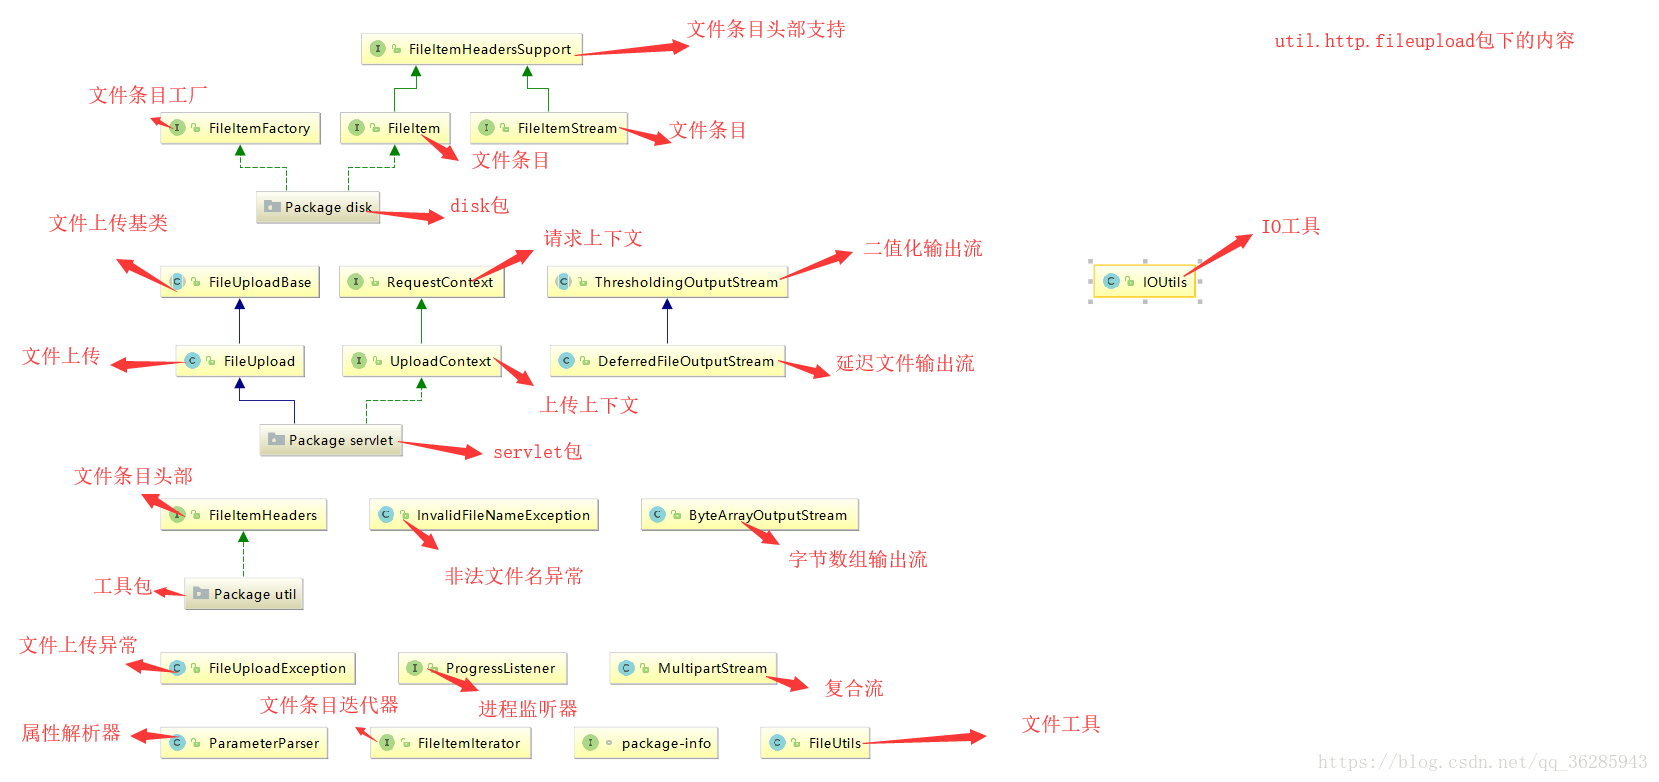 文件条目头部支持
util.http.fileupload包下的内容
FileItemHeadersSupport
文件条目工厂
FileItemFactory
FileItem
FileItemStream
文件条目
文件条目
Package disk
disk包
文件上传基类
请求上下文
二值化输出流
IO工具
FileUploadBase
RequestContext
ThresholdingOutputStream
IOUtils
文件上传
FileUpload
UploadContext
DeferredFileOutputStream
延迟文件输出流
上传上下文
Package servlet
servlet包
文件条目头部
FileItemHeaders
InvalidFileNameException
ByteArrayOutputStream
字节数组输出流
非法文件名异常
工具包
Package util
文件上传异常
FileUploadException
ProgressListener
MultipartStream
复合流
文件条目迭代器
进程监听器
文件工具
属性解析器
ParameterParser
FileItemIterator
package-info
FileUtils
https://blog.csdn.net/qq_36285943